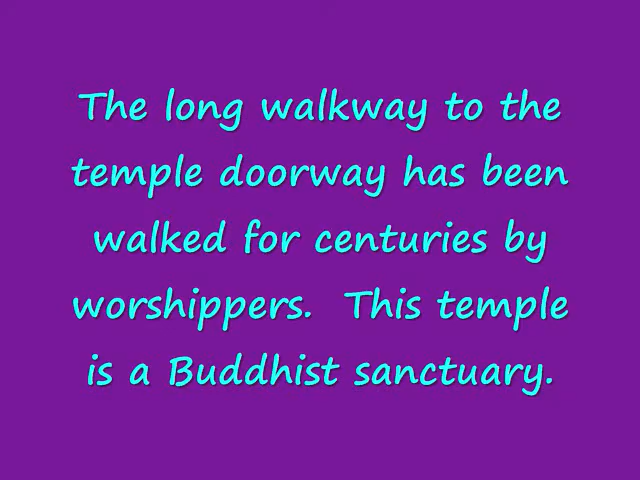 The long walkway to the
temple doorway has been
walked for centuries by
worshippers.  This temple
is a Buddhist sanctuary.